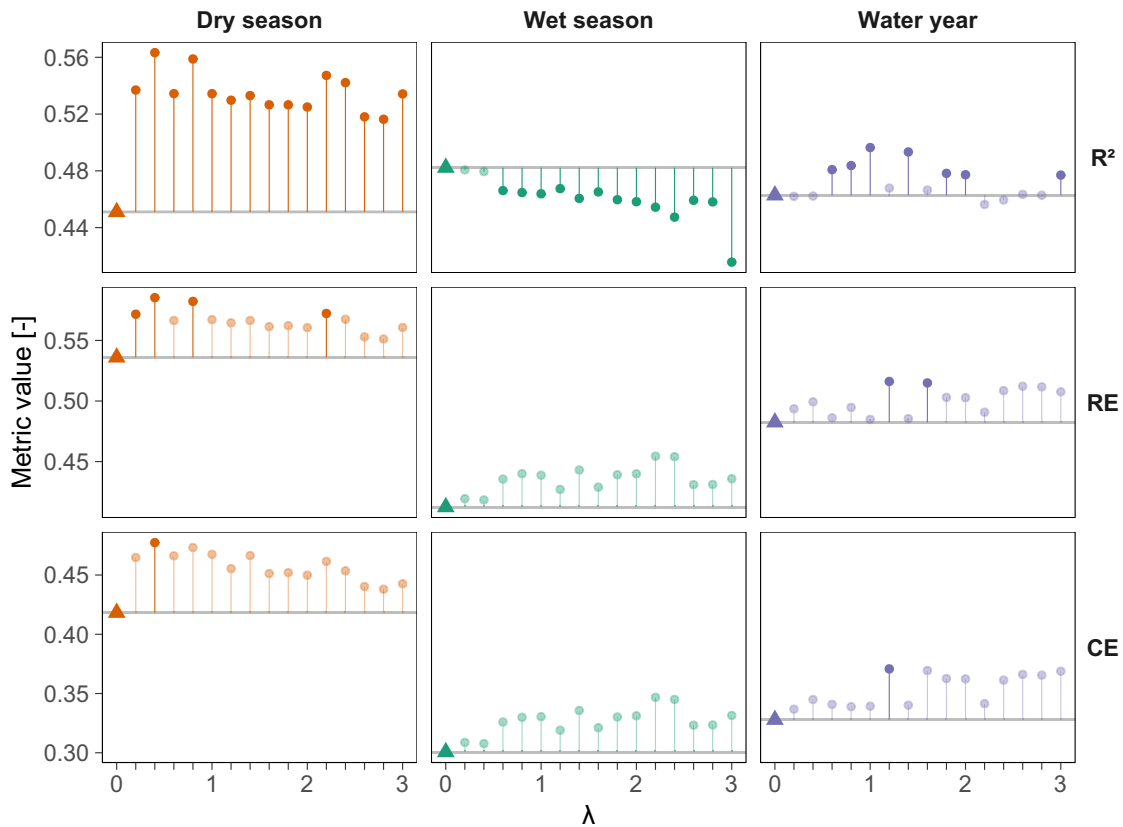 Dry season Wet season Water year
0.56
0.52
0.48
0.44
R²
0.55
0.50
0.45
RE
0.45
0.40
0.35
0.30
CE
Metric value [-]
0 1 2 3 0 1 2 3 0 1 2 3
λ